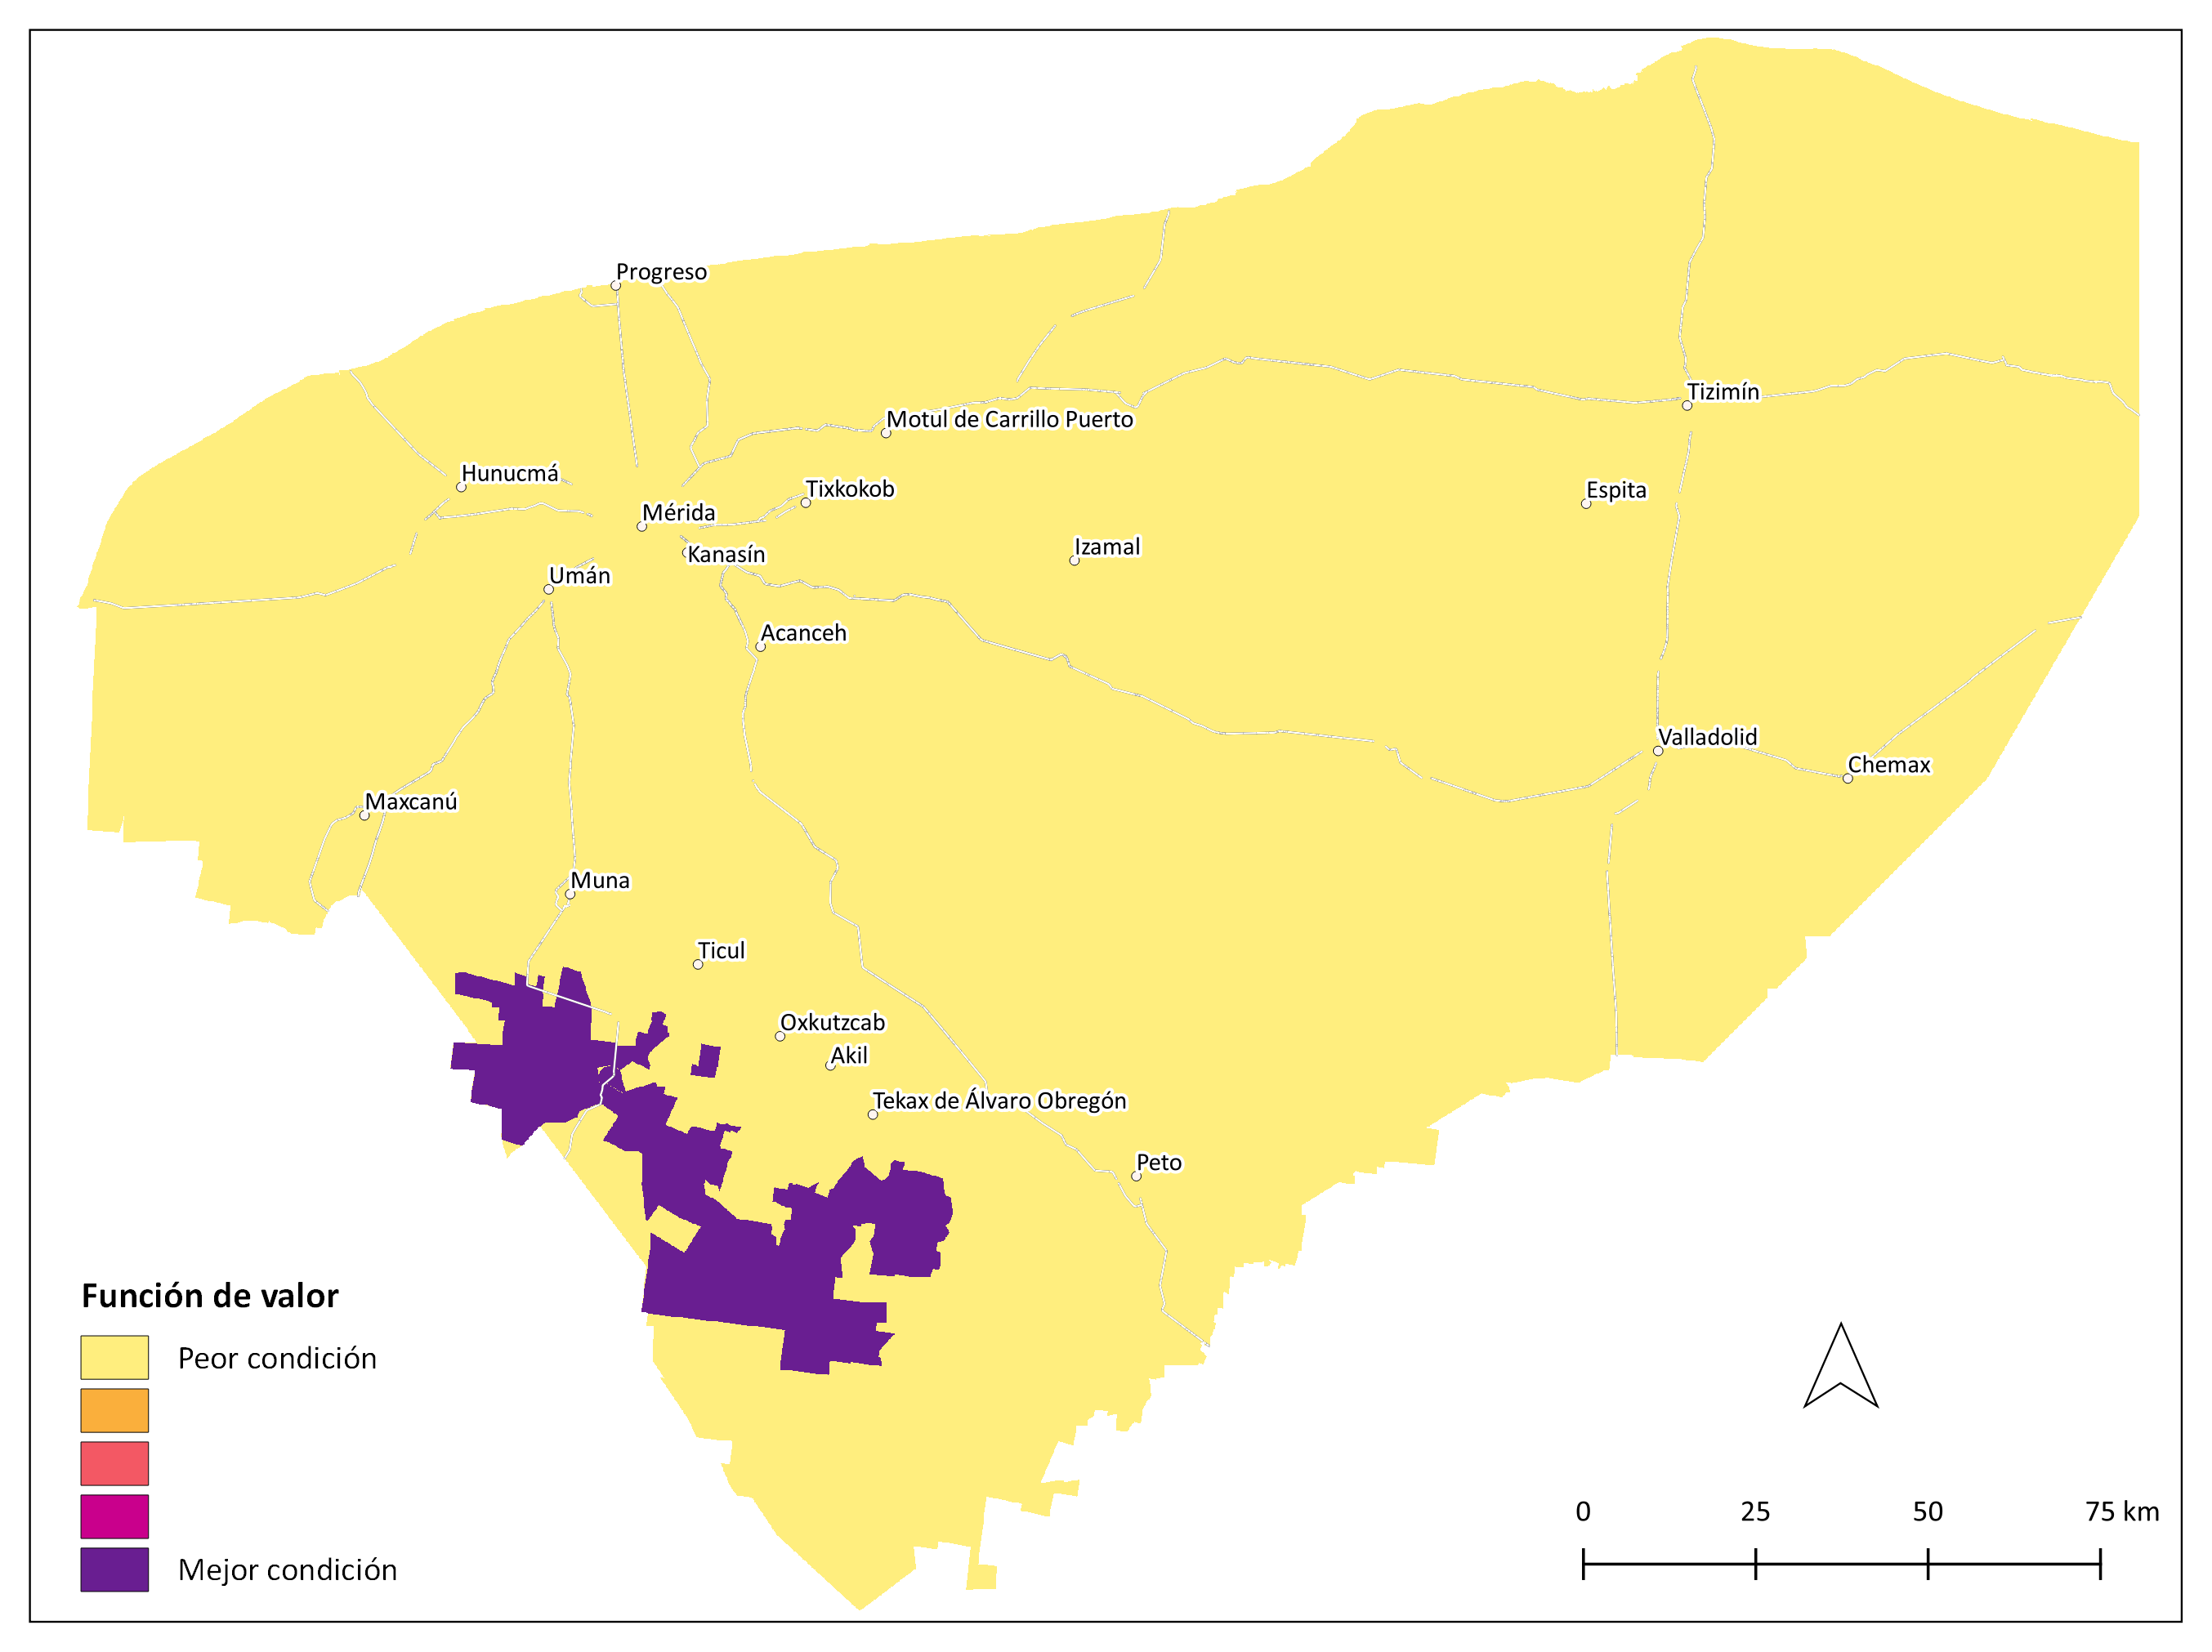 Progreso
Tizimín
Motul de Carrillo Puerto
Hunucmá
Tixkokob
Espita
Mérida
Izamal
Kanasín
Umán
Acanceh
Valladolid
Chemax
Maxcanú
Muna
Ticul
Oxkutzcab
Akil
Tekax de Álvaro Obregón
Peto
Función de valor
Peor condición
Mejor condición
0 25 50 75 km